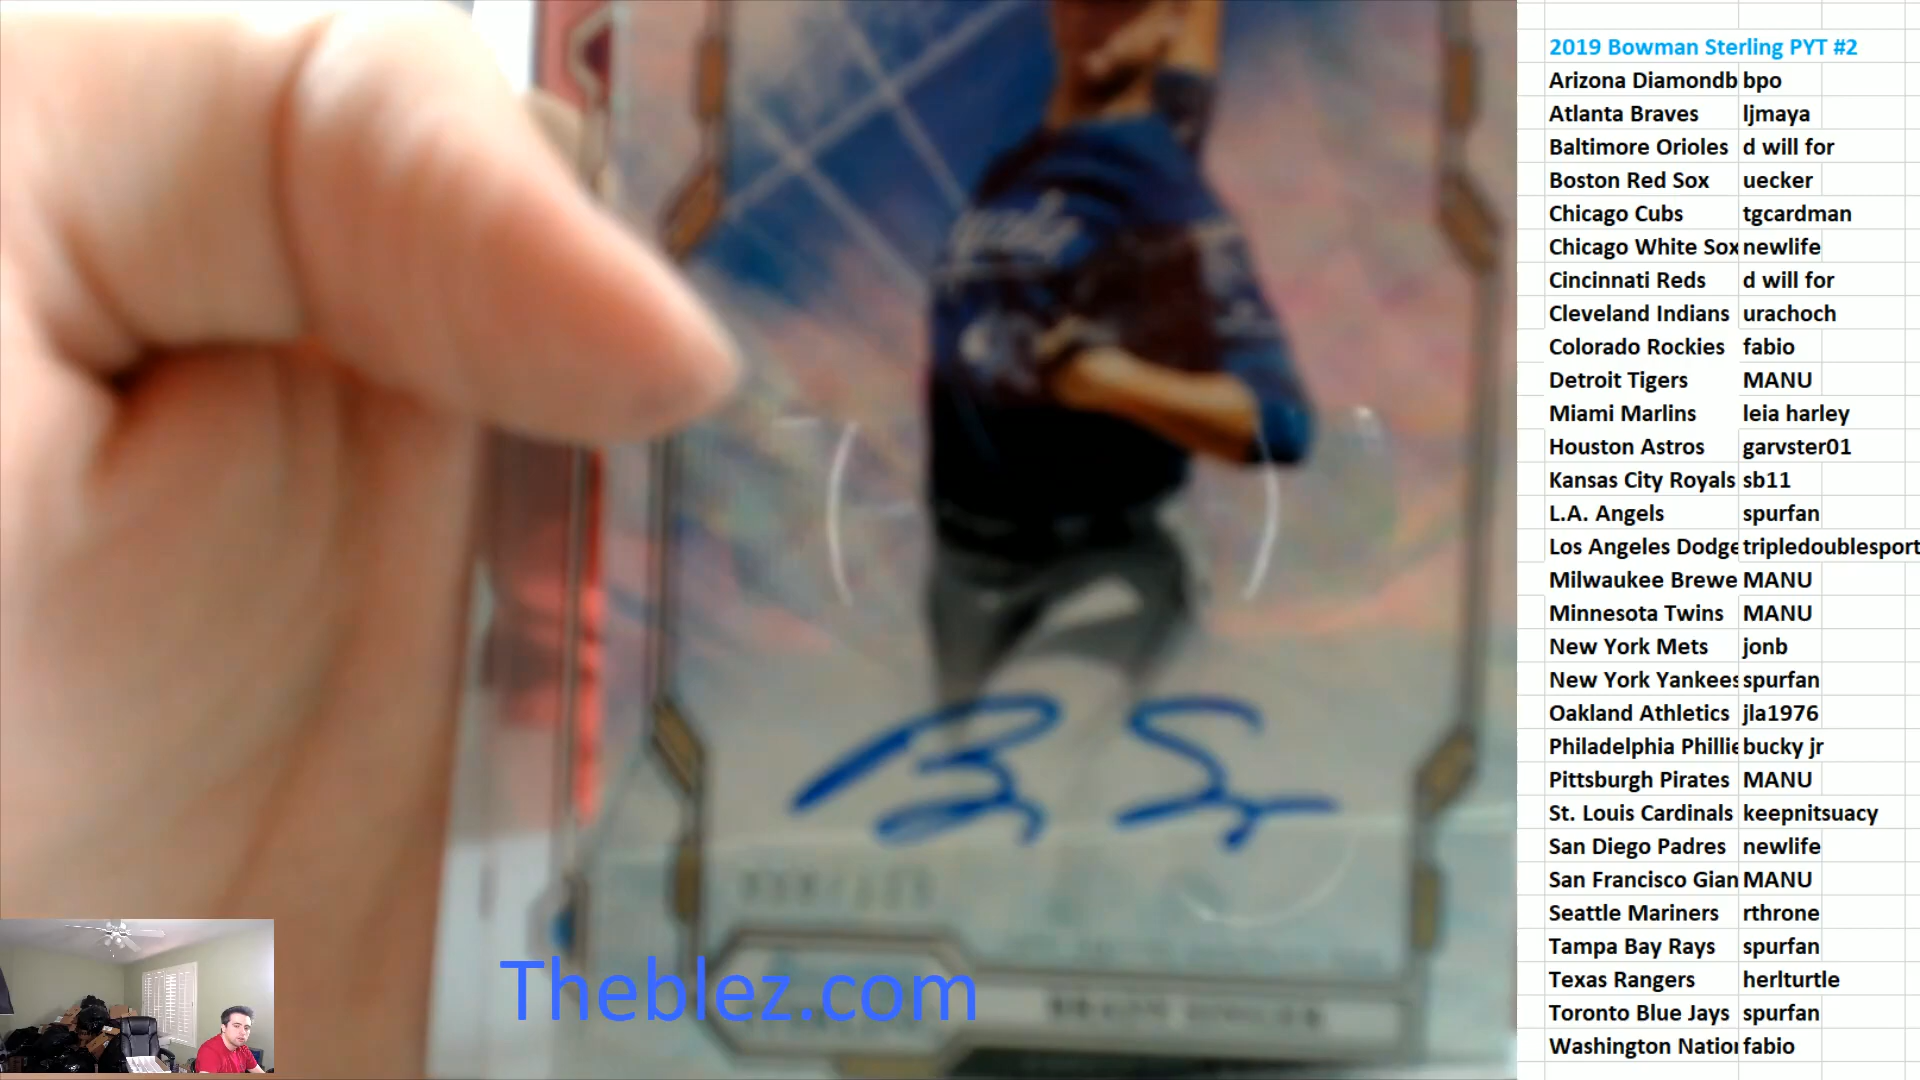 2019 Bowman Sterling PYT #2
Arizona Diamondb bpo
Atlanta Braves ljmaya
Baltimore Orioles d will for
Boston Red Sox uecker
Chicago Cubs tgcardman
Chicago White Sox newlife
Cincinnati Reds d will for
Cleveland Indians urachoch
Colorado Rockies fabio
Detroit Tigers MANU
Miami Marlins leia harley
Houston Astros garvster01
Kansas City Royals sb11
L.A. Angels spurfan
Los Angeles Dodge tripledoublesport
Milwaukee Brewe MANU
Minnesota Twins MANU
New York Mets jonb
New York Yankees spurfan
Oakland Athletics jla1976
Philadelphia Phillie bucky jr
Pittsburgh Pirates MANU
St. Louis Cardinals keepnitsuacy
San Diego Padres newlife
San Francisco Gian MANU
Seattle Mariners rthrone
Tampa Bay Rays spurfan
Texas Rangers herlturtle
Toronto Blue Jays spurfan
Washington Nation fabio
Theblez.com
BRADY SINGER